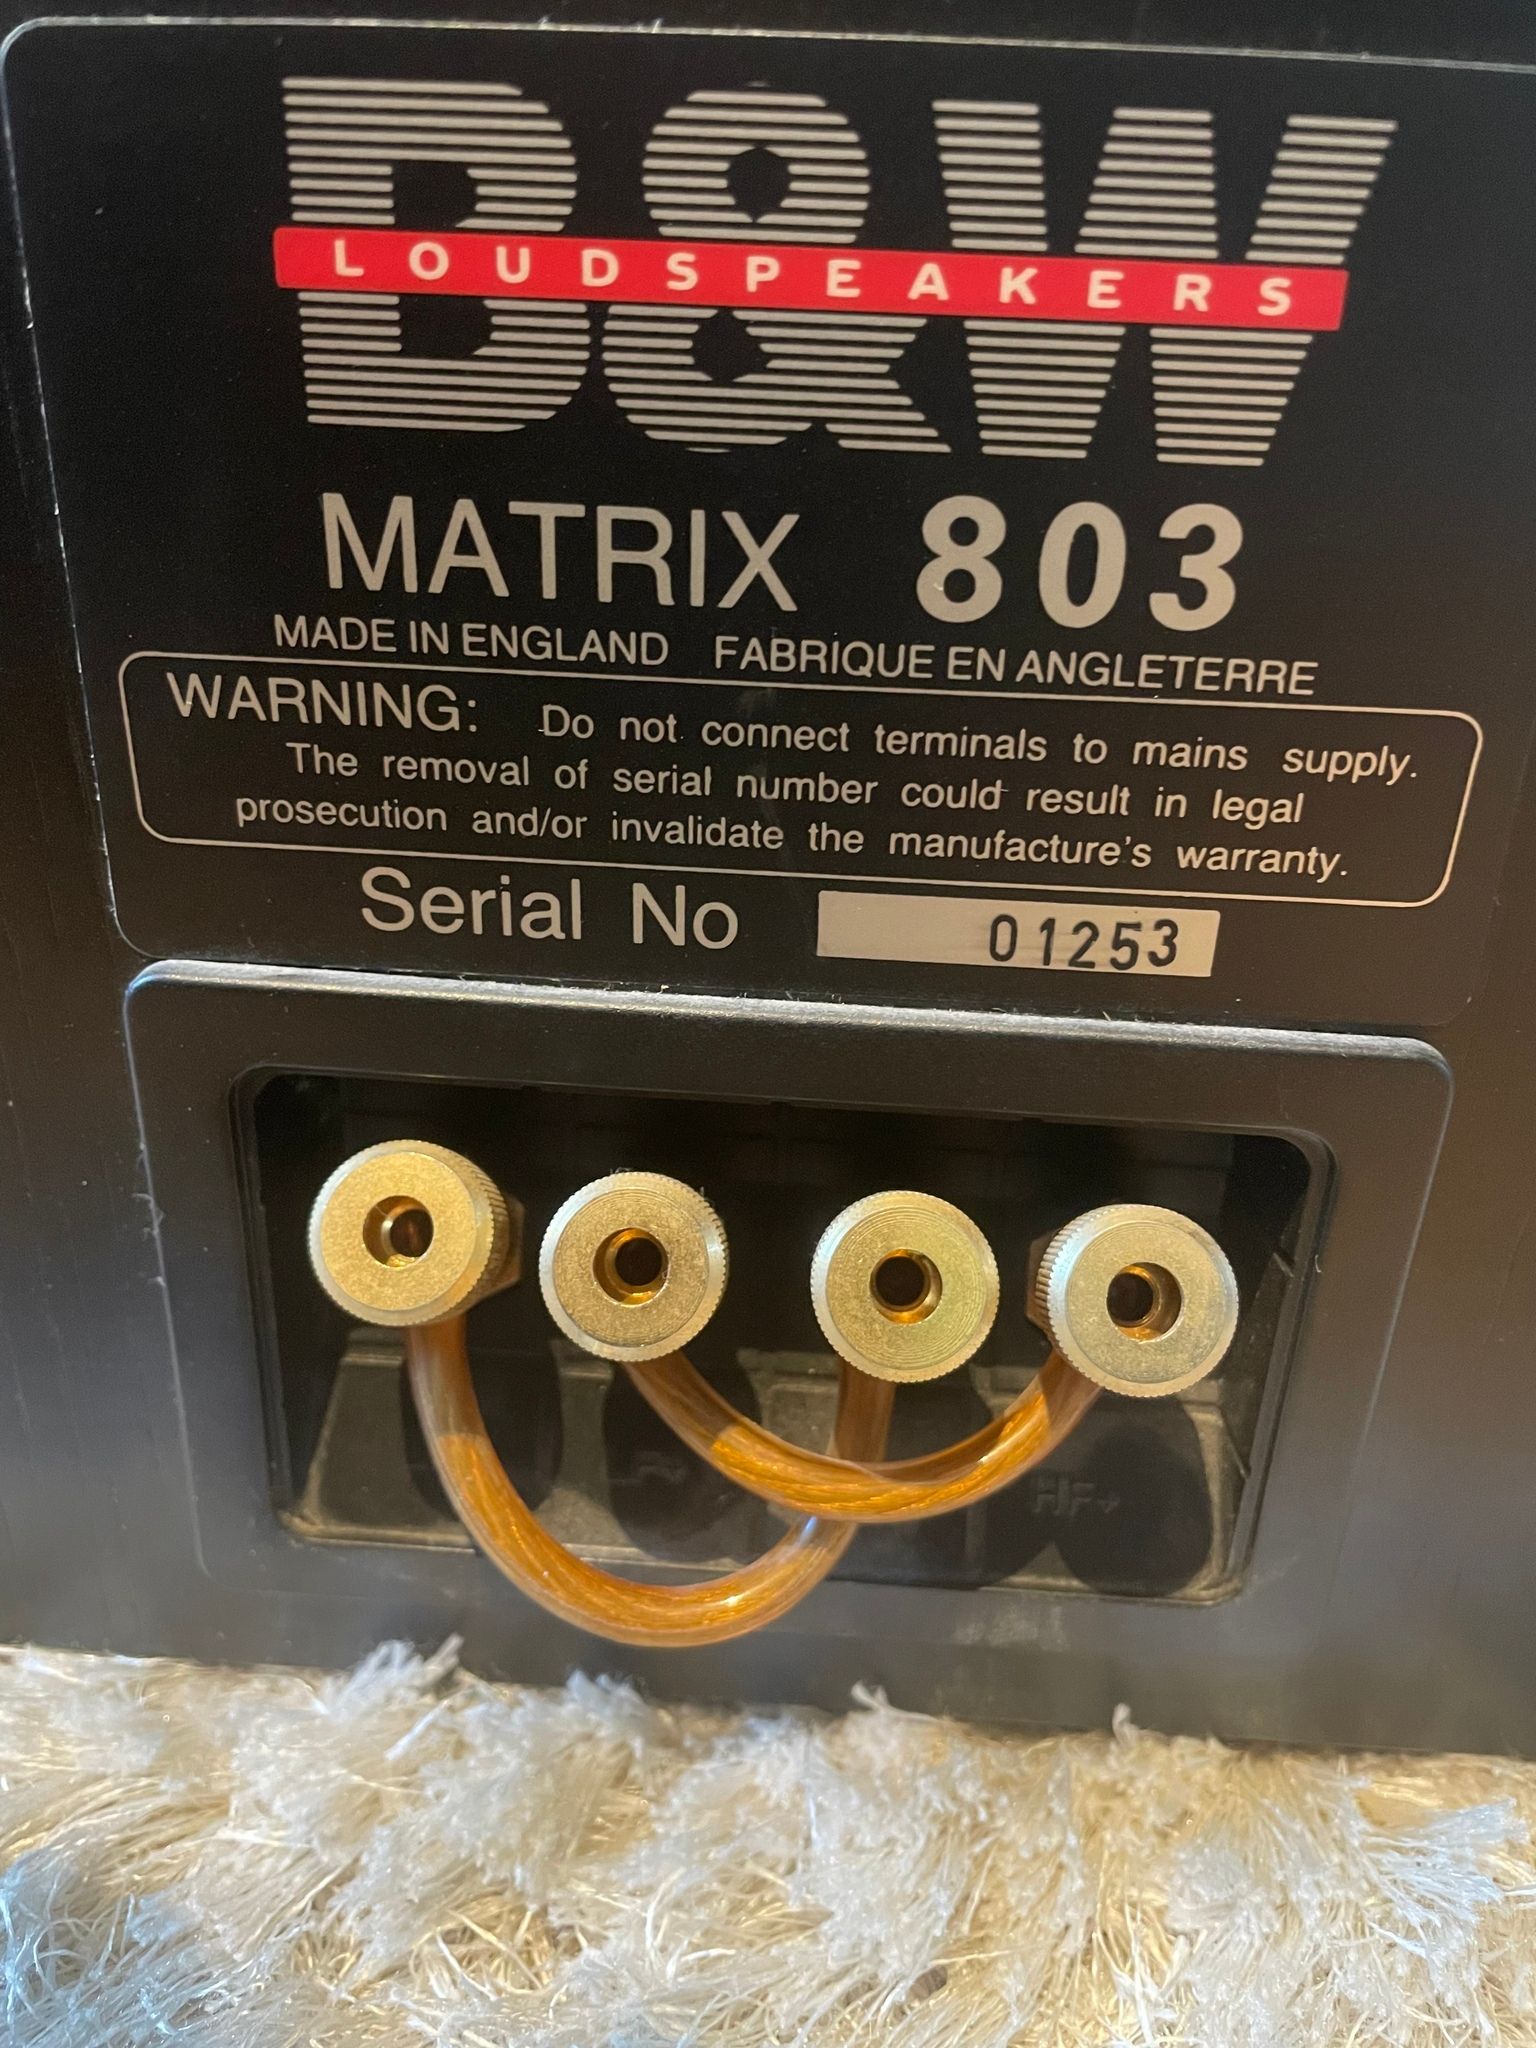 B&W
LOUDSPEAKERS
MATRIX 803
MADE IN ENGLAND FABRIQUE EN ANGLETERRE
WARNING: Do not connect terminals to mains supply.
The removal of serial number could result in legal
prosecution and/or invalidate the manufacture's warranty.
Serial No 01253
HF+